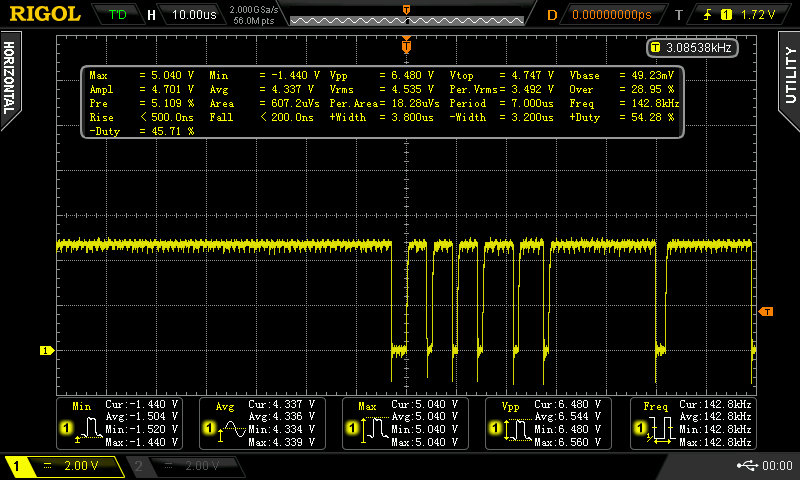 RIGOL T'D H 10.00us 2.000GSa/s 56.0M pts T D 0.00000000ps T 1 1.72 V
HORIZONTAL
UTILITY
T
T 3.08538kHz
Max = 5.040 V Min = -1.440 V Vpp = 6.480 V Vtop = 4.747 V Vbase = 49.23mV
Ampl = 4.701 V Avg = 4.337 V Vrms = 4.535 V Per.Vrms= 3.492 V Over = 28.95 %
Pre = 5.109 % Area = 607.2uVs Per.Area= 18.28uVs Period = 7.000us Freq = 142.8kHz
Rise < 500.0ns Fall < 200.0ns +Width = 3.800us -Width = 3.200us +Duty = 54.28 %
-Duty = 45.71 %
T
1
Min Cur:-1.440 V
Avg:-1.504 V
1 Min:-1.520 V
Max:-1.440 V
Avg Cur:4.337 V
Avg:4.336 V
1 Min:4.334 V
Max:4.339 V
Max Cur:5.040 V
Avg:5.040 V
1 Min:5.040 V
Max:5.040 V
Vpp Cur:6.480 V
Avg:6.544 V
1 Min:6.480 V
Max:6.560 V
Freq Cur:142.8kHz
Avg:142.8kHz
1 Min:142.8kHz
Max:142.8kHz
1 = 2.00 V 2 = 2.00 V 00:00